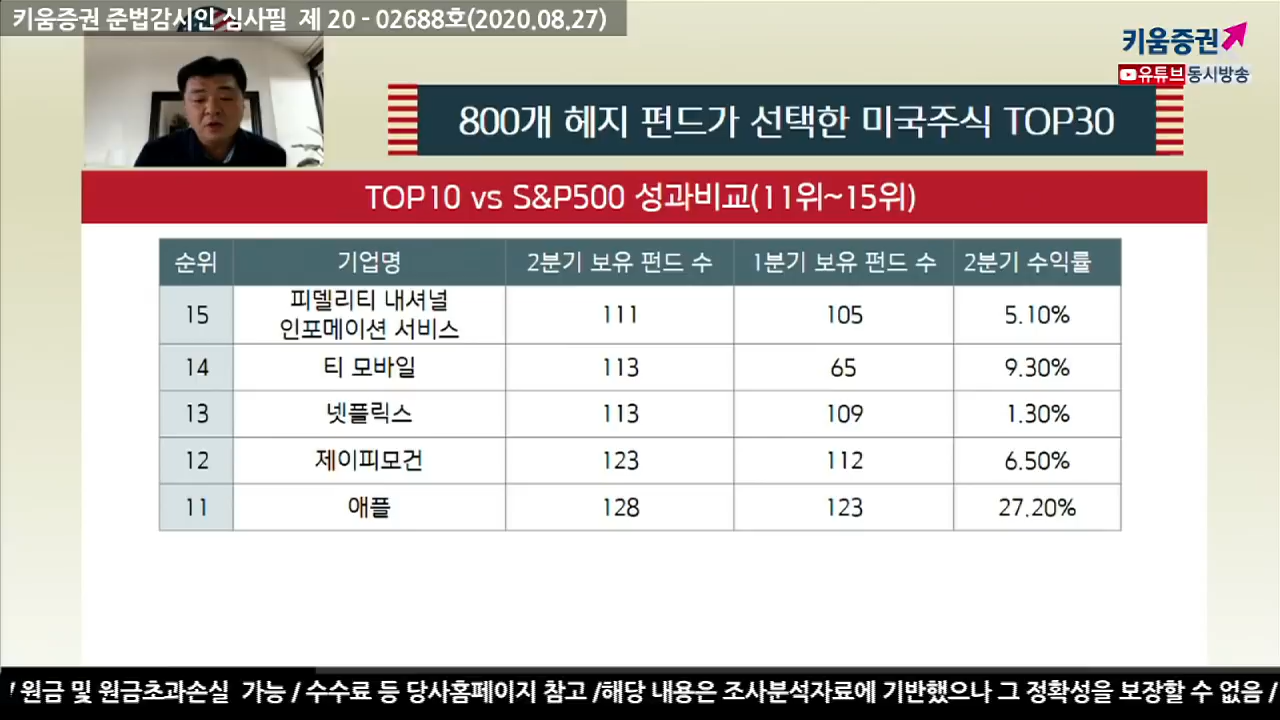 키움증권 준법감시인 심사필 제 20 - 02688호(2020.08.27)
키움증권
유튜브 동시방송
800개 헤지 펀드가 선택한 미국주식 TOP30
TOP10 vs S&P500 성과비교(11위~15위)
순위 기업명 2분기 보유 펀드 수 1분기 보유 펀드 수 2분기 수익률
15 피델리티 내셔널 인포메이션 서비스 111 105 5.10%
14 티 모바일 113 65 9.30%
13 넷플릭스 113 109 1.30%
12 제이피모건 123 112 6.50%
11 애플 128 123 27.20%
/ 원금 및 원금초과손실 가능 / 수수료 등 당사홈페이지 참고 /해당 내용은 조사분석자료에 기반했으나 그 정확성을 보장할 수 없음 /